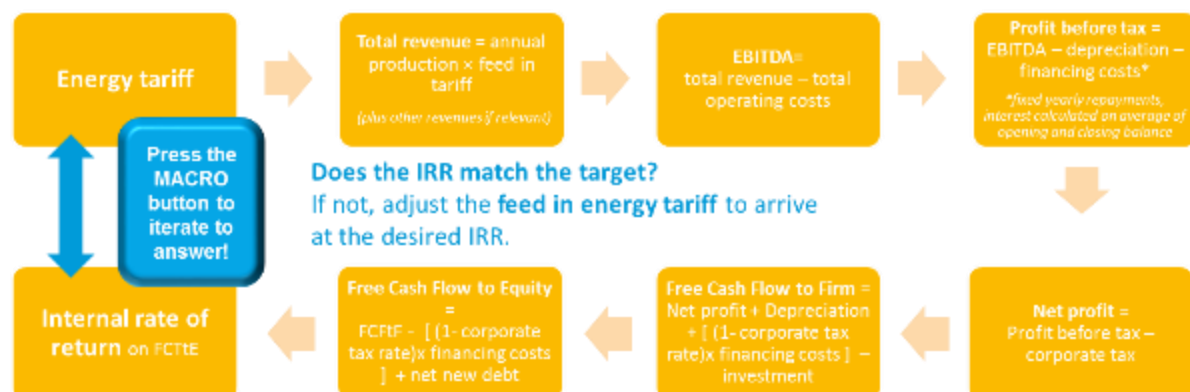 Energy tariff
Total revenue = annual
production × feed in
tariff
(plus other revenues if relevant)
EBITDA=
total revenue – total
operating costs
Profit before tax =
EBITDA – depreciation –
financing costs*
*fixed yearly repayments,
interest calculated on average of
opening and closing balance
Press the
MACRO
button to
iterate to
answer!
Does the IRR match the target?
If not, adjust the feed in energy tariff to arrive
at the desired IRR.
Internal rate of
return on FCTtE
Free Cash Flow to Equity
=
FCFtF - [ (1- corporate
tax rate)x financing costs
] + net new debt
Free Cash Flow to Firm =
Net profit + Depreciation
+ [ (1- corporate tax
rate)x financing costs ] –
investment
Net profit =
Profit before tax –
corporate tax